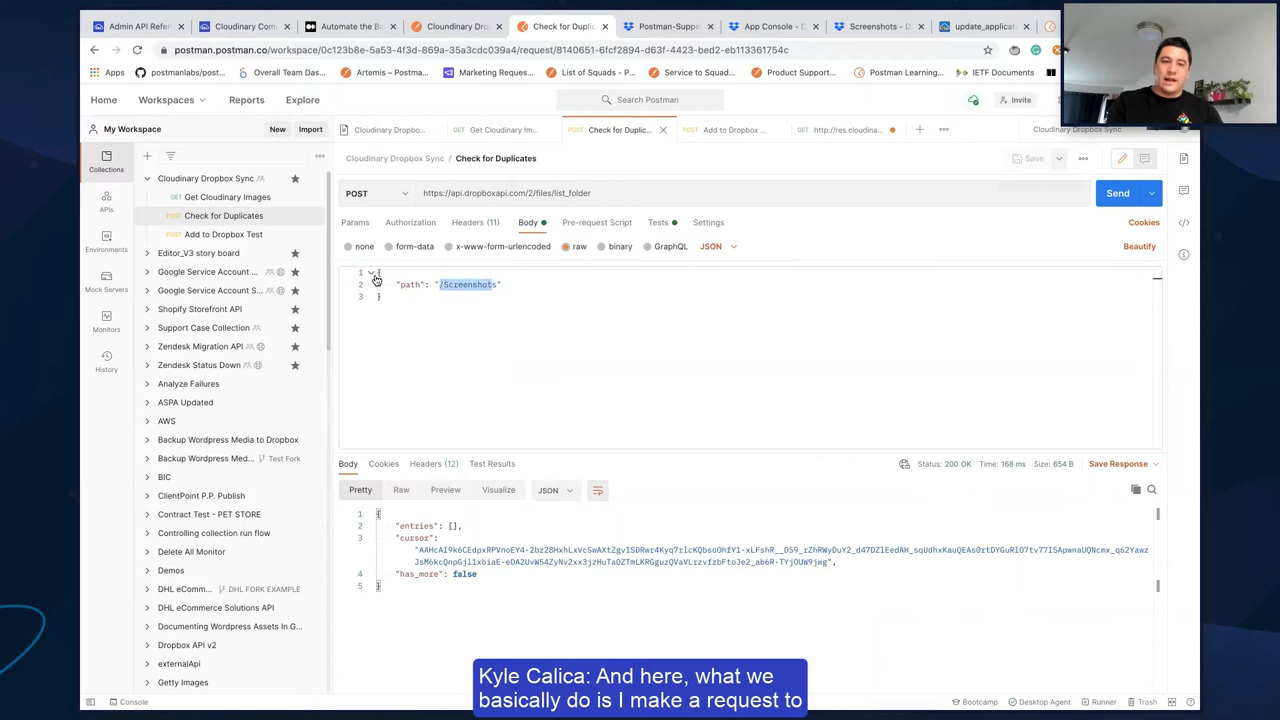 Admin API Refer
Cloudinary Com
Automate the Ba
Cloundinary Dro
Check for Duplic
Postman-Suppo
App Console - D
Screenshots - D
update_applicat
postman.postman.co/workspace/0c123b8e-5a53-4f3d-869a-35a3cdc039a4/request/8140651-6fcf2894-d63f-4423-bed2-eb113361754c
Apps
postmanlabs/post...
Overall Team Das...
Artemis – Postma...
Marketing Reques...
List of Squads – P...
Service to Squad...
Product Support...
Postman Learning...
IETF Documents
Home
Workspaces
Reports
Explore
Search Postman
Invite
My Workspace
New
Import
Cloudinary Dropbo...
GET Get Cloudinary Im...
POST Check for Duplic...
POST Add to Dropbox ...
GET http://res.cloudina...
Cloudinary Dropbox Sync
Collections
APIs
Environments
Mock Servers
Monitors
History
Cloudinary Dropbox Sync
GET Get Cloudinary Images
POST Check for Duplicates
POST Add to Dropbox Test
Editor_V3 story board
Google Service Account ...
Google Service Account S...
Shopify Storefront API
Support Case Collection
Zendesk Migration API
Zendesk Status Down
Analyze Failures
ASPA Updated
AWS
Backup Wordpress Media to Dropbox
Backup Wordpress Med... Test Fork
BIC
ClientPoint P.P. Publish
Contract Test - PET STORE
Controlling collection run flow
Delete All Monitor
Demos
DHL eComm... DHL FORK EXAMPLE
DHL eCommerce Solutions API
Documenting Wordpress Assets In G...
Dropbox API v2
externalApi
Getty Images
Cloudinary Dropbox Sync / Check for Duplicates
Save
POST
https://api.dropboxapi.com/2/files/list_folder
Send
Params
Authorization
Headers (11)
Body
Pre-request Script
Tests
Settings
Cookies
none
form-data
x-www-form-urlencoded
raw
binary
GraphQL
JSON
Beautify
1 {
2 "path": "/Screenshots"
3 }
Body
Cookies
Headers (12)
Test Results
Status: 200 OK Time: 168 ms Size: 654 B
Save Response
Pretty
Raw
Preview
Visualize
JSON
1 {
2 "entries": [],
3 "cursor":
4 "has_more": false
5 }
Console
Bootcamp
Desktop Agent
Runner
Trash
Kyle Calica: And here, what we
basically do is I make a request to